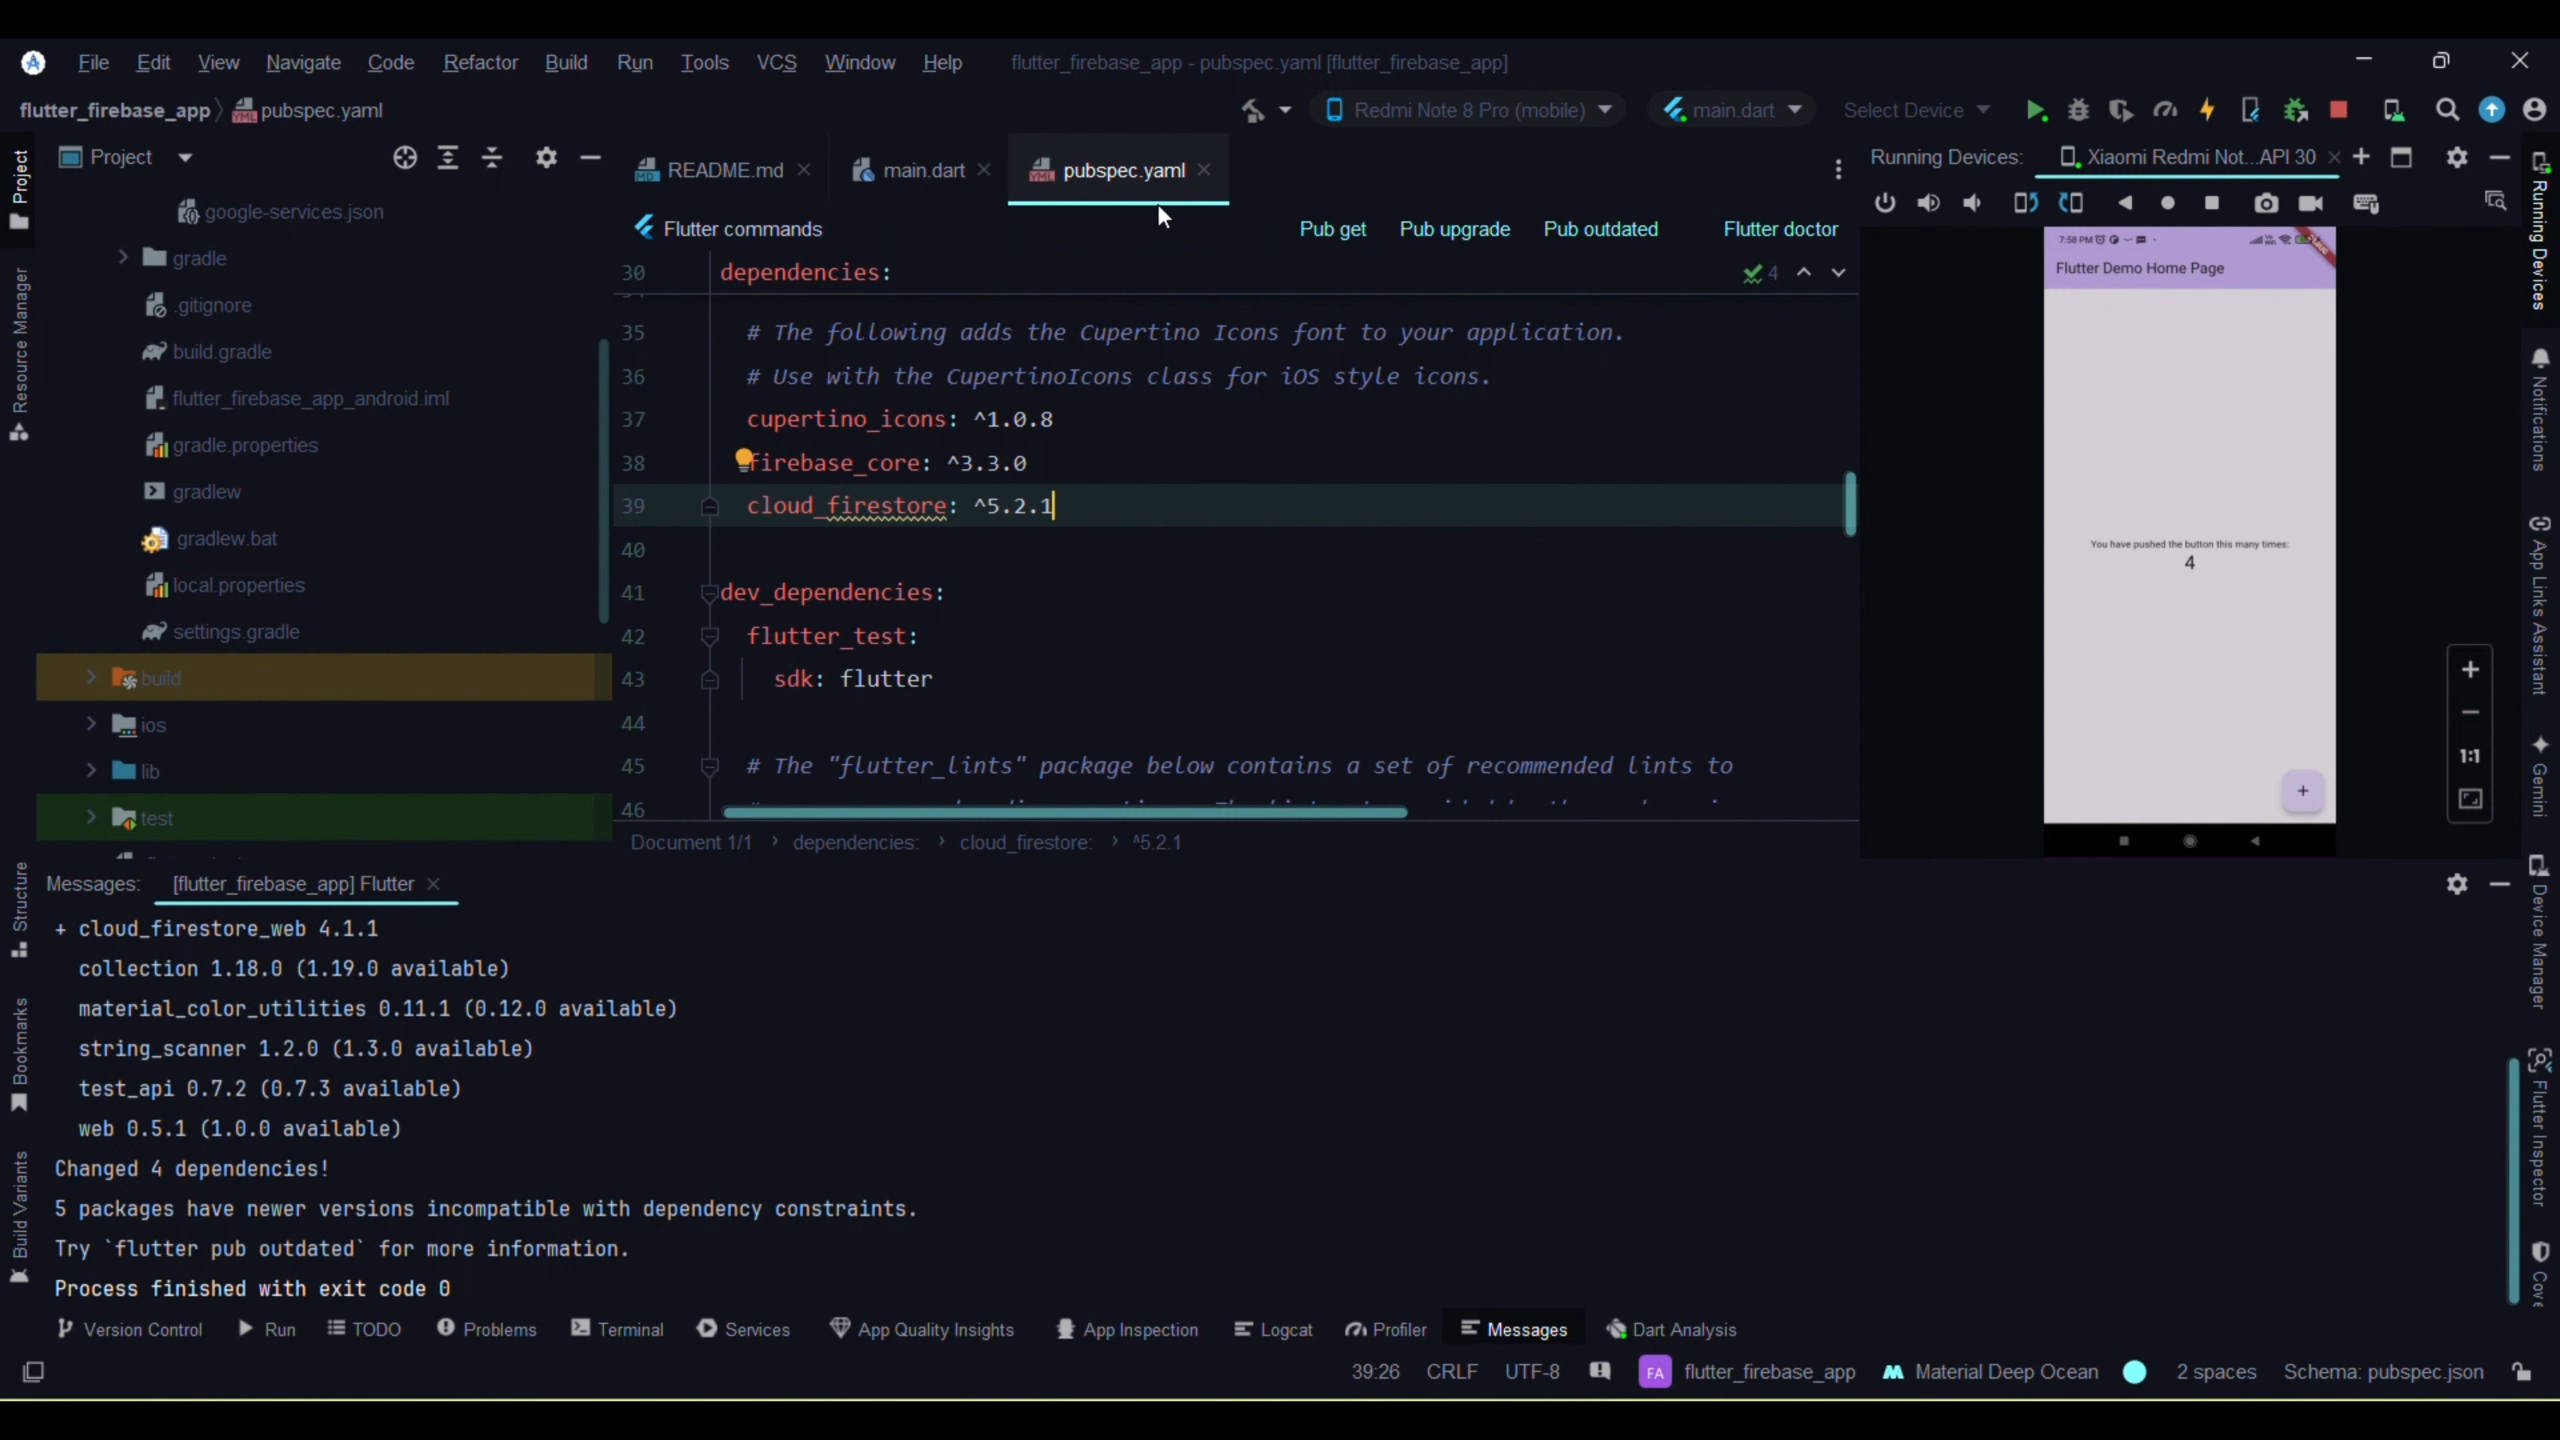 File Edit View Navigate Code Refactor Build Run Tools VCS Window Help flutter_firebase_app - pubspec.yaml [flutter_firebase_app]
flutter_firebase_app pubspec.yaml Redmi Note 8 Pro (mobile) main.dart Select Device
Project
Resource Manager
Structure
Bookmarks
Build Variants
Project
google-services.json
gradle
.gitignore
build.gradle
flutter_firebase_app_android.iml
gradle.properties
gradlew
gradlew.bat
local.properties
settings.gradle
build
ios
lib
test
README.md main.dart pubspec.yaml
Flutter commands Pub get Pub upgrade Pub outdated Flutter doctor
30 dependencies: 4
35 # The following adds the Cupertino Icons font to your application.
36 # Use with the CupertinoIcons class for iOS style icons.
37 cupertino_icons: ^1.0.8
38 firebase_core: ^3.3.0
39 cloud_firestore: ^5.2.1
40
41 dev_dependencies:
42 flutter_test:
43 sdk: flutter
44
45 # The "flutter_lints" package below contains a set of recommended lints to
46
Document 1/1 dependencies: cloud_firestore: ^5.2.1
Running Devices: Xiaomi Redmi Not...API 30
7:58 PM
Flutter Demo Home Page
You have pushed the button this many times:
4
+
1:1
Running Devices
Notifications
App Links Assistant
Gemini
Device Manager
Flutter Inspector
Cove
Messages: [flutter_firebase_app] Flutter
+ cloud_firestore_web 4.1.1
collection 1.18.0 (1.19.0 available)
material_color_utilities 0.11.1 (0.12.0 available)
string_scanner 1.2.0 (1.3.0 available)
test_api 0.7.2 (0.7.3 available)
web 0.5.1 (1.0.0 available)
Changed 4 dependencies!
5 packages have newer versions incompatible with dependency constraints.
Try `flutter pub outdated` for more information.
Process finished with exit code 0
Version Control Run TODO Problems Terminal Services App Quality Insights App Inspection Logcat Profiler Messages Dart Analysis
39:26 CRLF UTF-8 FA flutter_firebase_app Material Deep Ocean 2 spaces Schema: pubspec.json